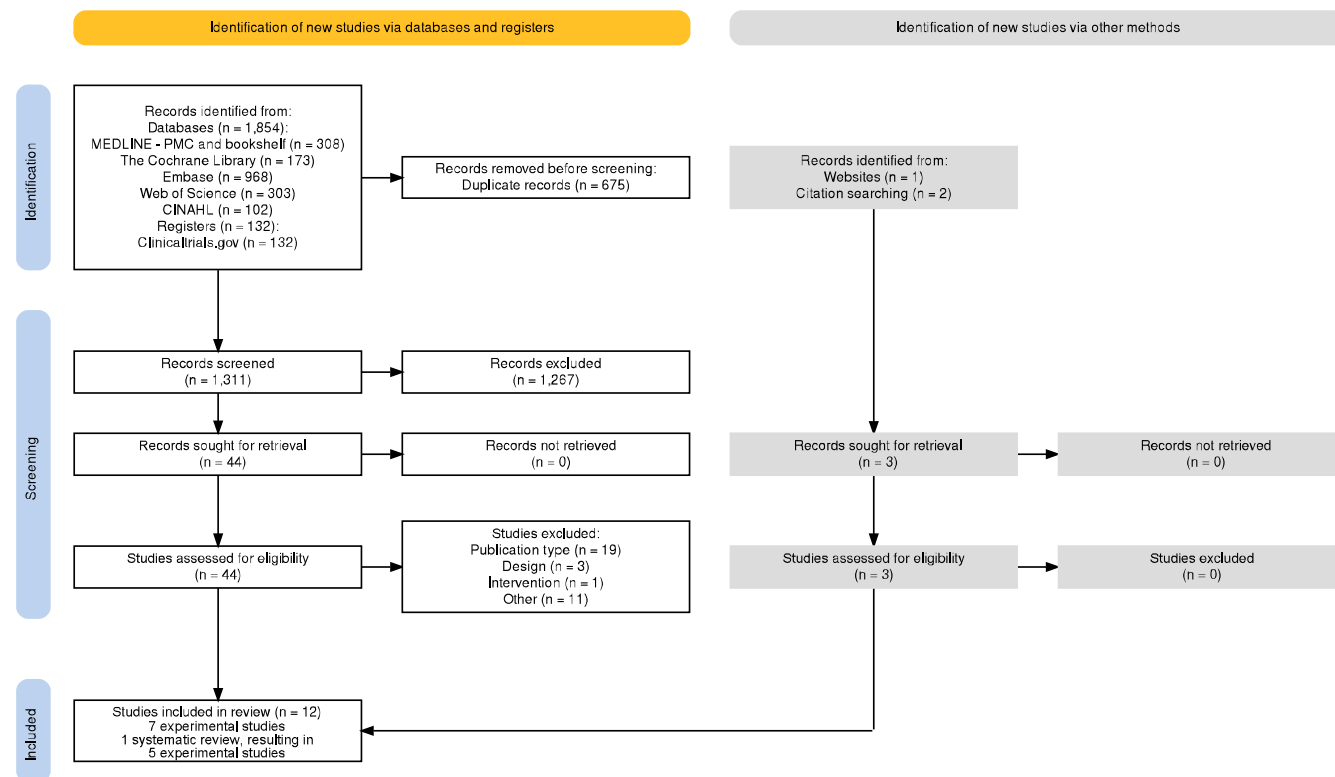 Identification of new studies via databases and registers
Identification of new studies via other methods
Identification
Records identified from:
Databases (n = 1,854):
MEDLINE - PMC and bookshelf (n = 308)
The Cochrane Library (n = 173)
Embase (n = 968)
Web of Science (n = 303)
CINAHL (n = 102)
Registers (n = 132):
Clinicaltrials.gov (n = 132)
Records removed before screening:
Duplicate records (n = 675)
Records identified from:
Websites (n = 1)
Citation searching (n = 2)
Screening
Records screened
(n = 1,311)
Records excluded
(n = 1,267)
Records sought for retrieval
(n = 44)
Records not retrieved
(n = 0)
Records sought for retrieval
(n = 3)
Records not retrieved
(n = 0)
Studies assessed for eligibility
(n = 44)
Studies excluded:
Publication type (n = 19)
Design (n = 3)
Intervention (n = 1)
Other (n = 11)
Studies assessed for eligibility
(n = 3)
Studies excluded
(n = 0)
Included
Studies included in review (n = 12)
7 experimental studies
1 systematic review, resulting in
5 experimental studies